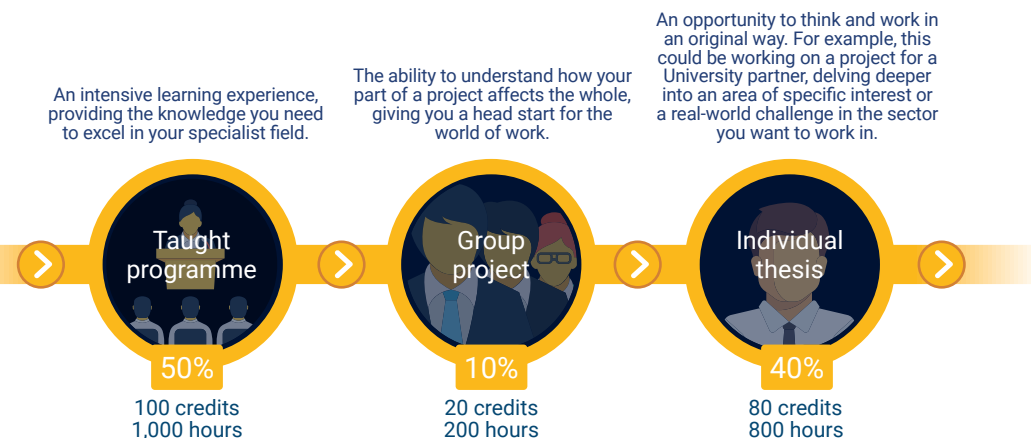 An intensive learning experience,
providing the knowledge you need
to excel in your specialist field.
Taught
programme
50%
100 credits
1,000 hours
The ability to understand how your
part of a project affects the whole,
giving you a head start for the
world of work.
Group
project
10%
20 credits
200 hours
An opportunity to think and work in
an original way. For example, this
could be working on a project for a
University partner, delving deeper
into an area of specific interest or
a real-world challenge in the sector
you want to work in.
Individual
thesis
40%
80 credits
800 hours